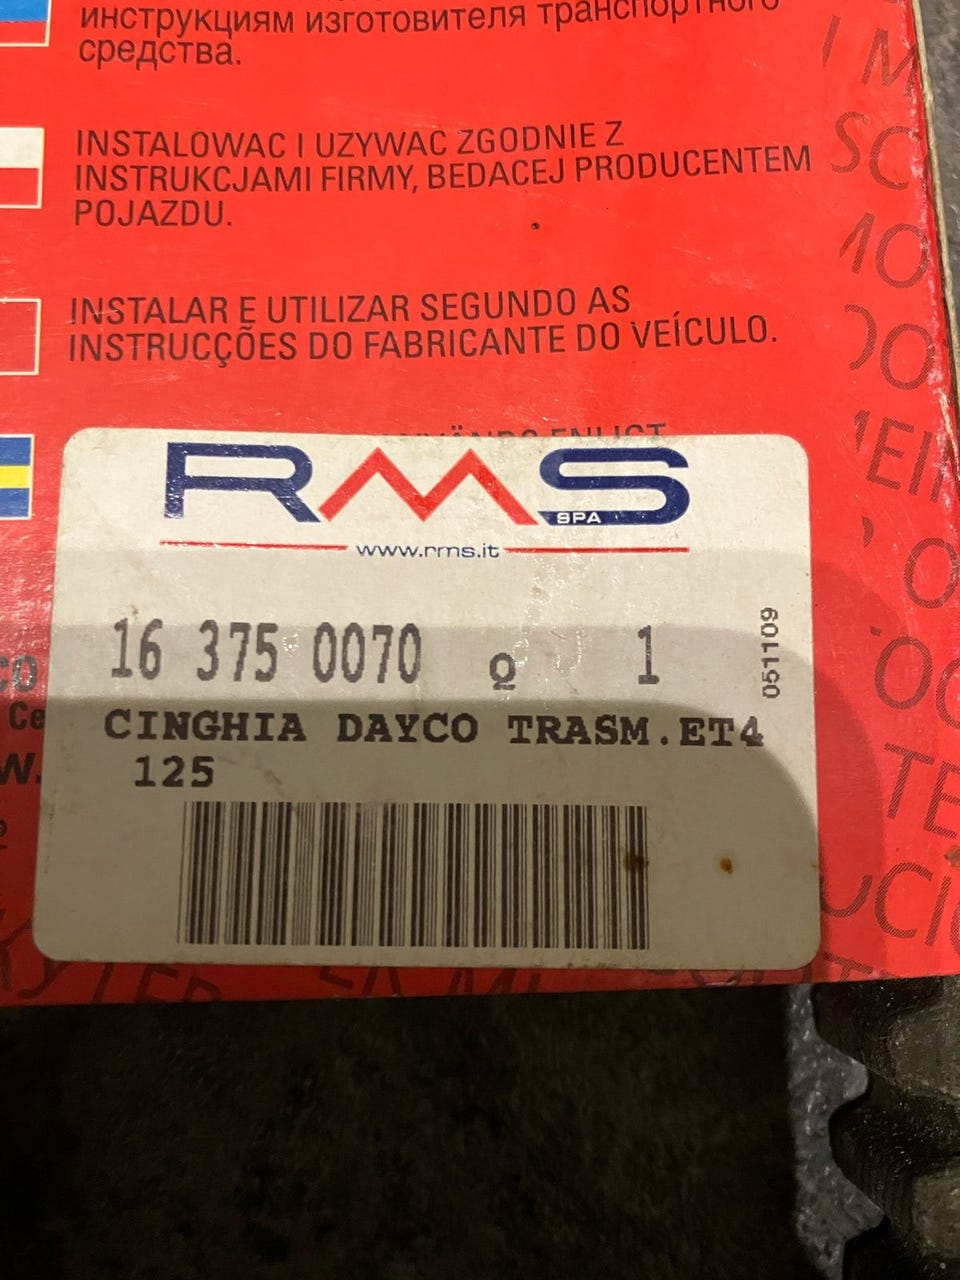 инструкциям изготовителя транспортного
средства.
INSTALOWAC I UZYWAC ZGODNIE Z
INSTRUKCJAMI FIRMY, BEDACEJ PRODUCENTEM
POJAZDU.
INSTALAR E UTILIZAR SEGUNDO AS
INSTRUCÇÕES DO FABRICANTE DO VEÍCULO.
ENLIGT
RMS
SPA
www.rms.it
16 375 0070 Q 1
051109
CINGHIA DAYCO TRASM.ET4
125